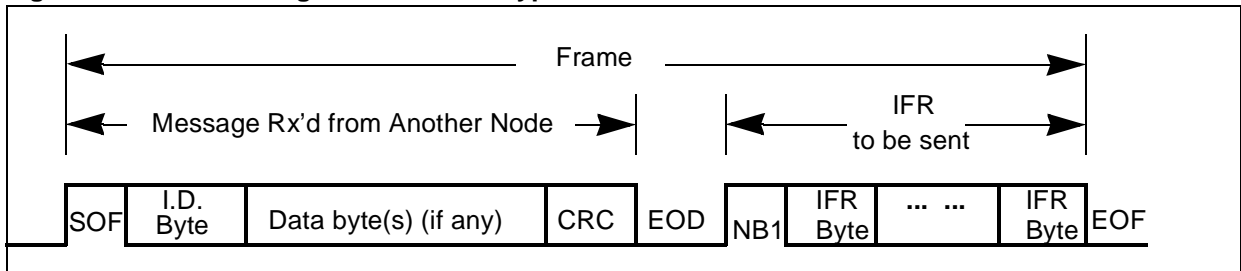 Frame
Message Rx'd from Another Node
IFR
to be sent
SOF
I.D.
Byte
Data byte(s) (if any)
CRC
EOD
NB1
IFR
Byte
... ...
IFR
Byte
EOF